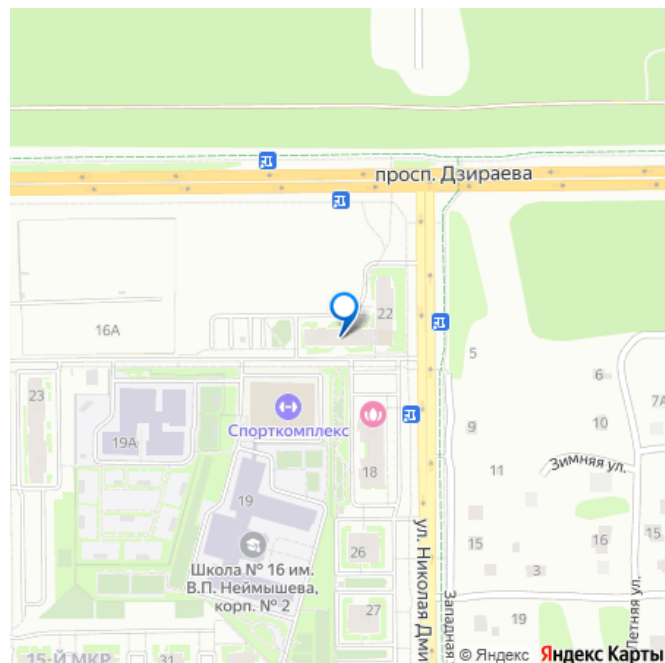 просп. Дзираева
22
16А
5
6
23
7А
9
10
Спорткомплекс
19А
11
Зимняя ул.
18
19
15
16
Школа № 16 им.
В.П. Неймышева,
корп. № 2
26
3
27
19
ул. Николая Дми
Западная
Летняя ул.
15-Й МКР
31
© Яндекс Яндекс Карты